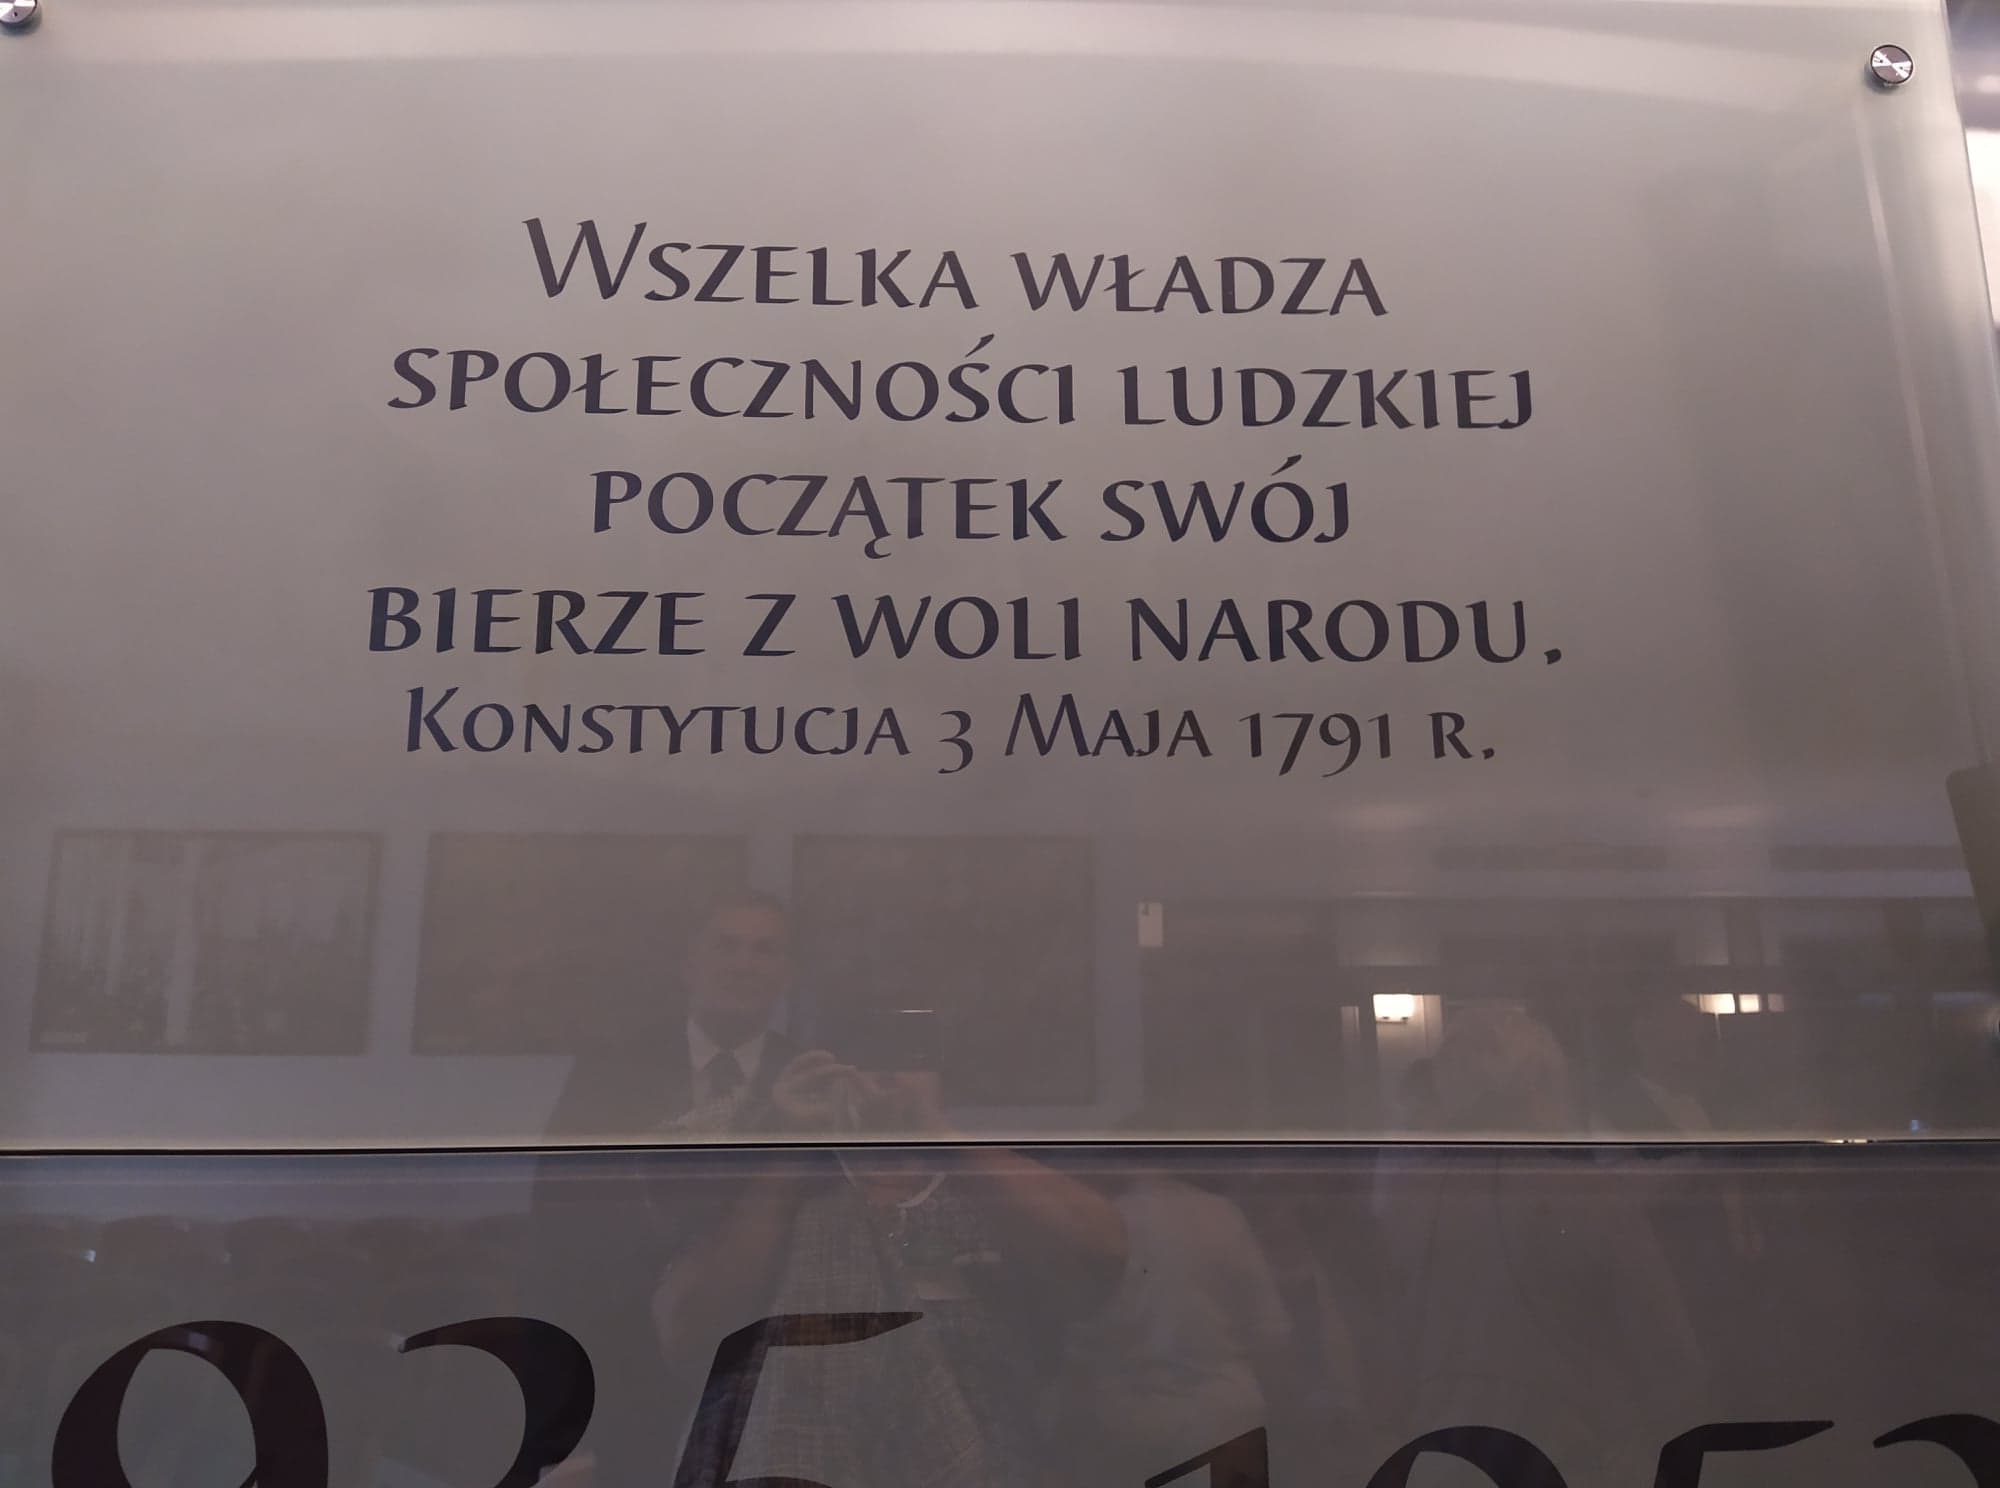 Wszelka władza
społeczności ludzkiej
początek swój
bierze z woli narodu.
Konstytucja 3 Maja 1791 r.